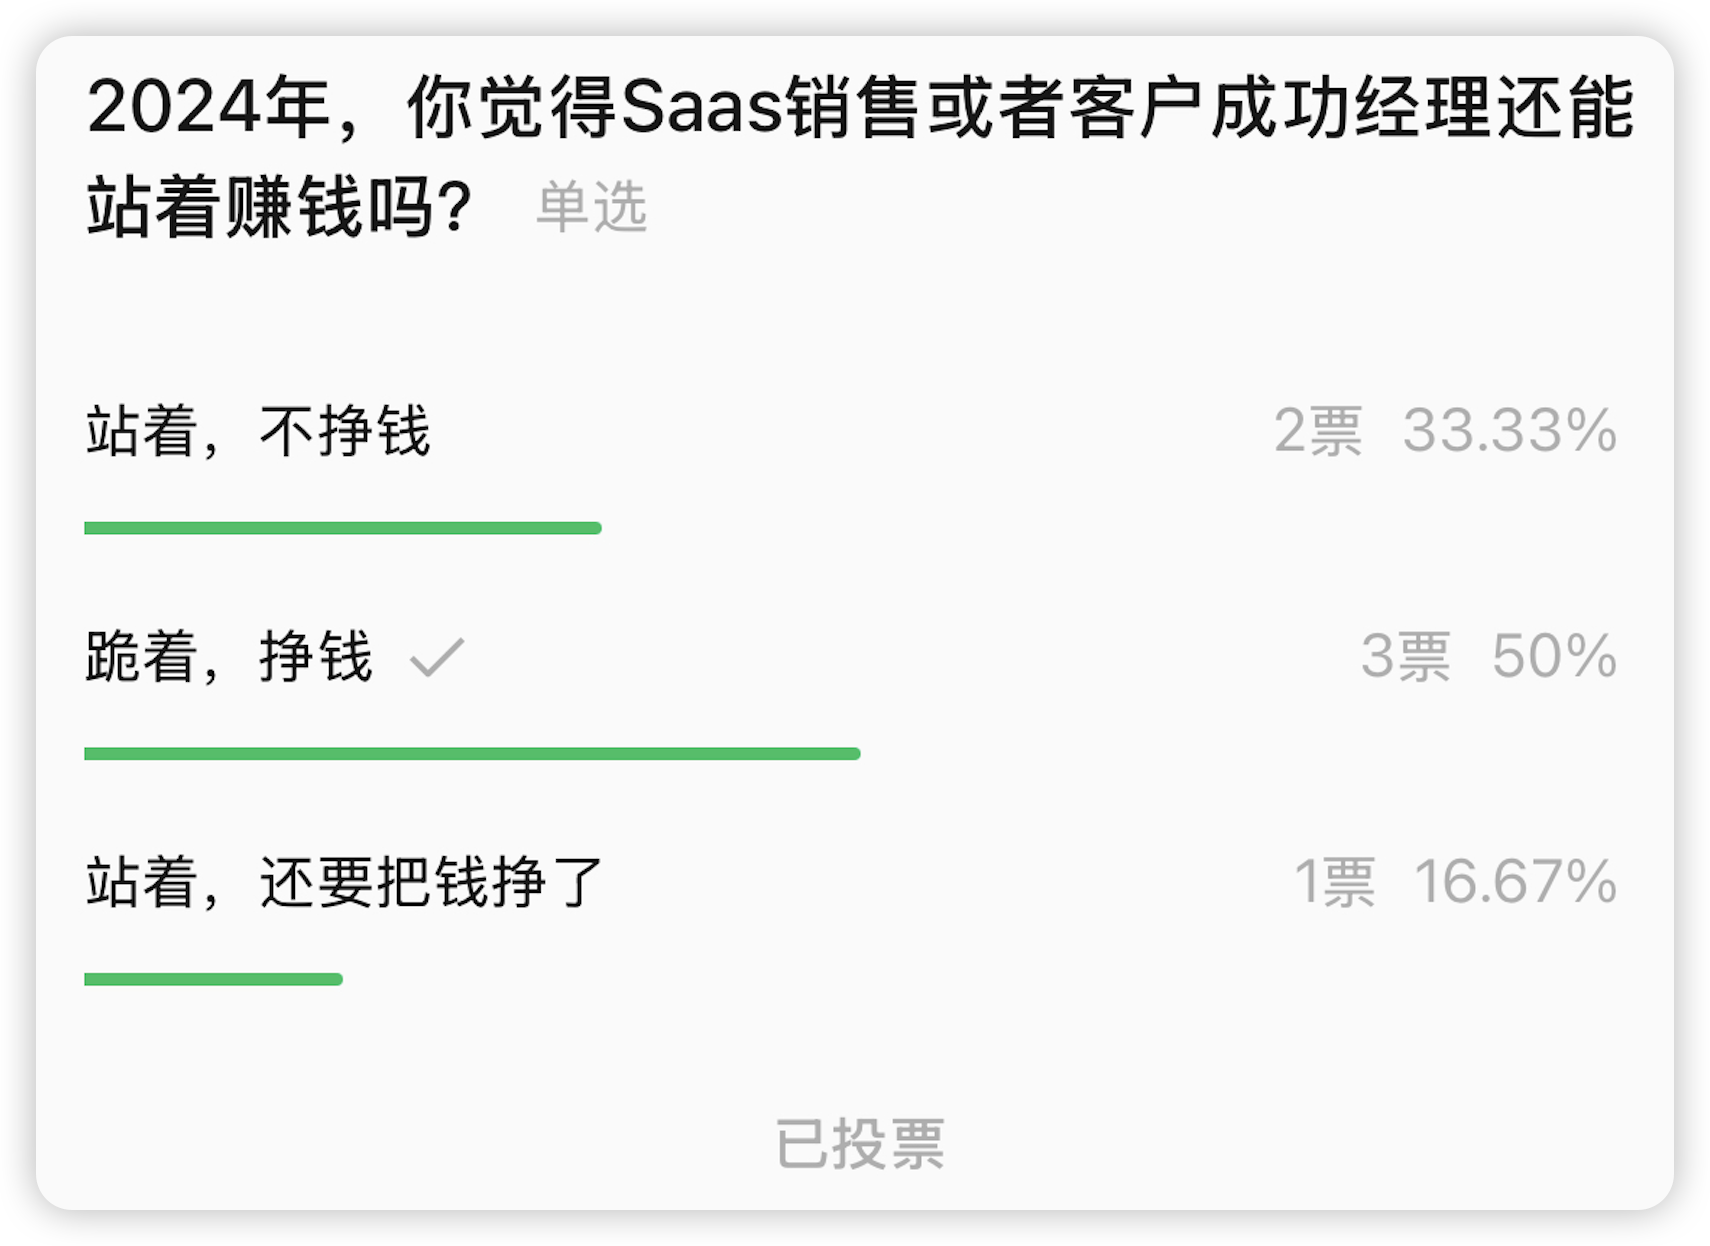 2024年，你觉得Saas销售或者客户成功经理还能
站着赚钱吗? 单选
站着，不挣钱 2票 33.33%
跪着，挣钱 3票 50%
站着，还要把钱挣了 1票 16.67%
已投票